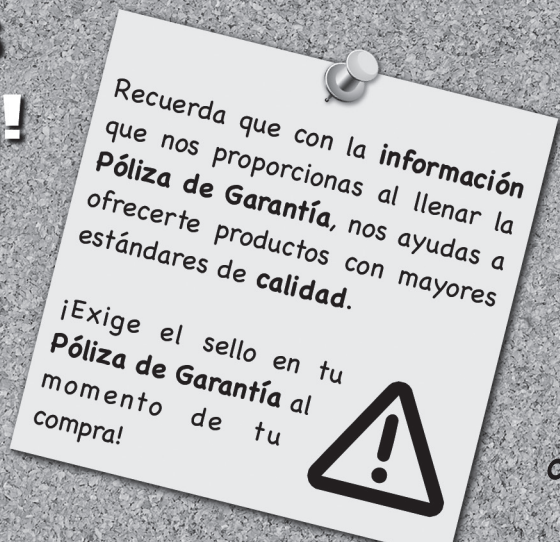 !
Recuerda que con la información
que nos proporcionas al llenar la
Póliza de Garantía, nos ayudas a
ofrecerte productos con mayores
estándares de calidad.
¡Exige el sello en tu
Póliza de Garantía al
momento de tu
compra!